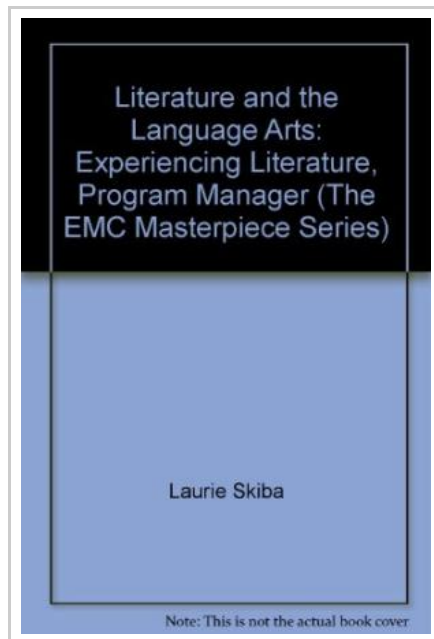 Literature and the
Language Arts:
Experiencing Literature,
Program Manager (The
EMC Masterpiece Series)
Laurie Skiba
Note: This is not the actual book cover